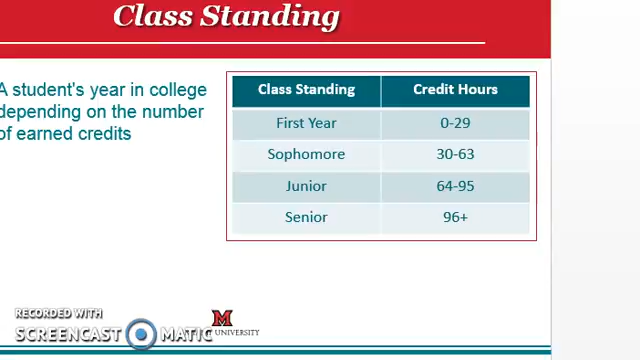 Class Standing
A student's year in college
depending on the number
of earned credits
Class Standing Credit Hours
First Year 0-29
Sophomore 30-63
Junior 64-95
Senior 96+
RECORDED WITH
SCREENCAST MATIC
M
UNIVERSITY